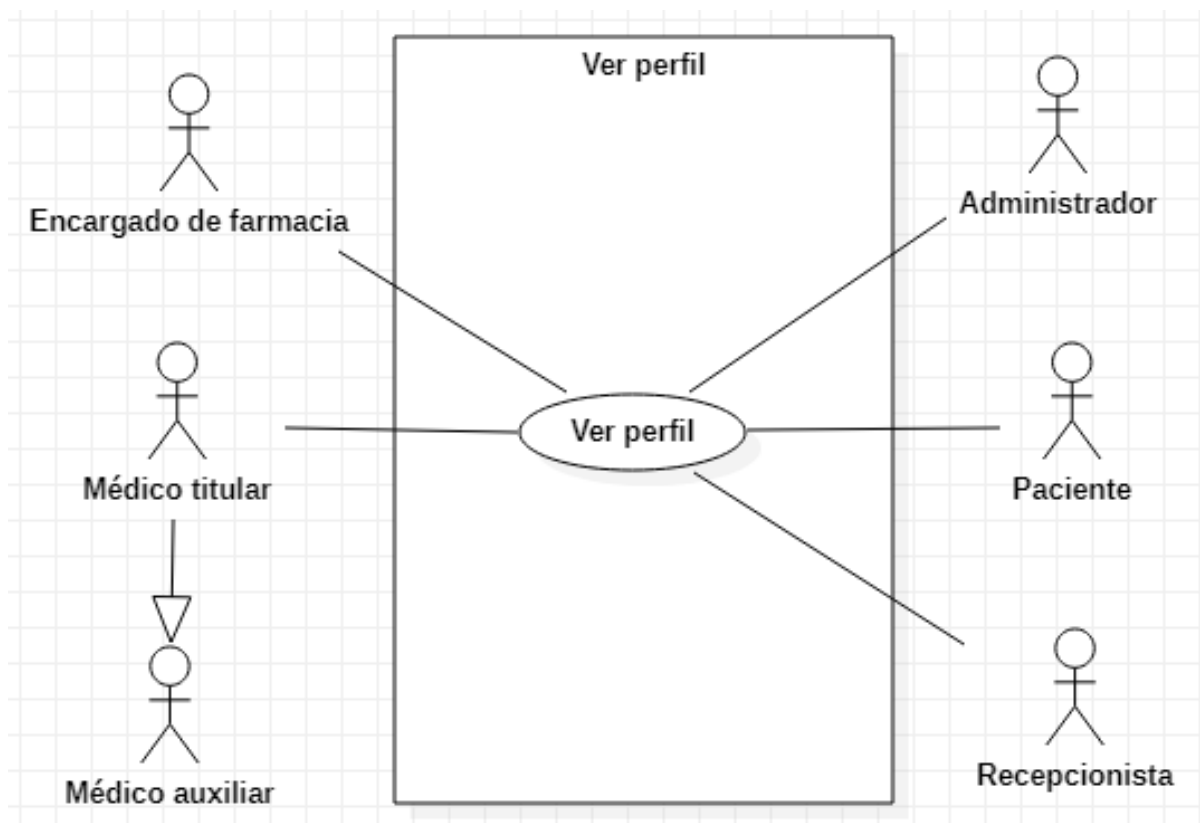 Ver perfil
Encargado de farmacia
Administrador
Ver perfil
Médico titular
Paciente
Médico auxiliar
Recepcionista